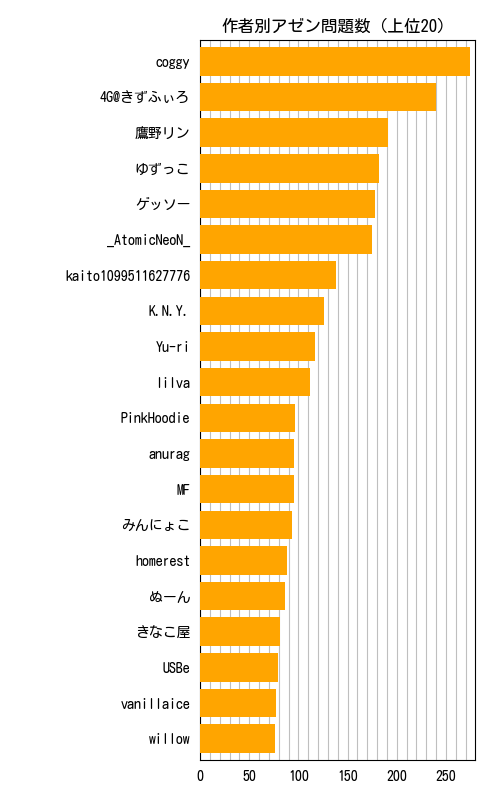 作者別アゼン問題数 (上位20)
coggy
4G@きずふぃろ
鷹野リン
ゆずっこ
ゲッソー
_AtomicNeoN_
kaito1099511627776
K.N.Y.
Yu-ri
lilva
PinkHoodie
anurag
MF
みんにょこ
homerest
ぬーん
きなこ屋
USBe
vanillaice
willow
0 50 100 150 200 250